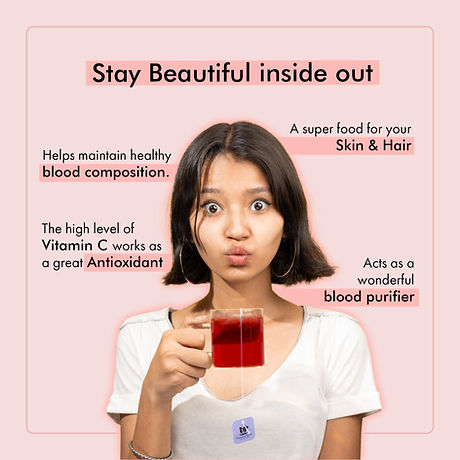 Stay Beautiful inside out
A super food for your
Skin & Hair
Helps maintain healthy
blood composition.
The high level of
Vitamin C works as
a great Antioxidant
Acts as a
wonderful
blood purifier